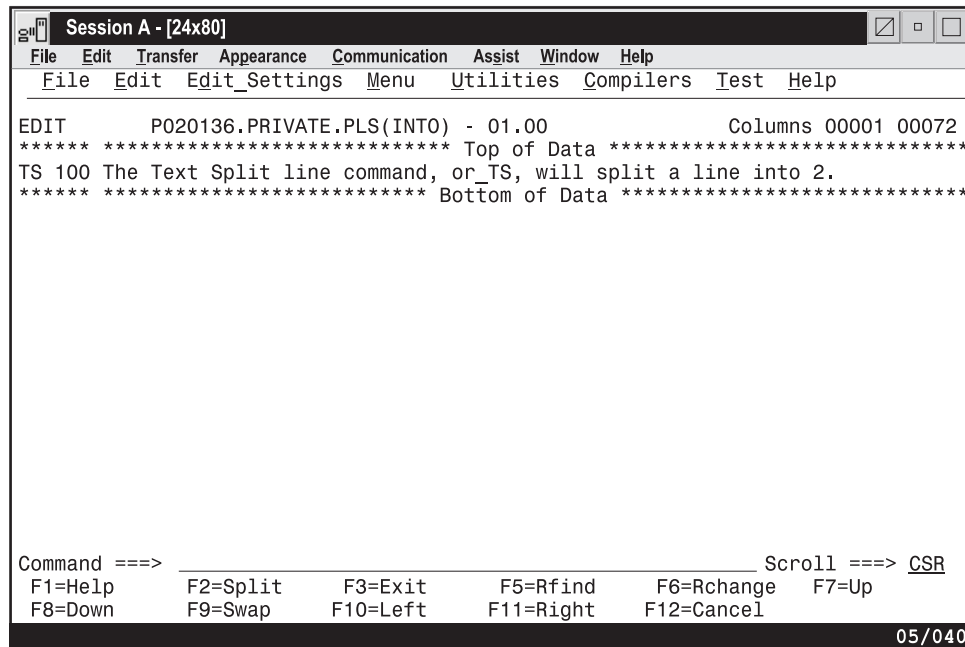 Session A - [24x80]
File Edit Transfer Appearance Communication Assist Window Help
File Edit Edit_Settings Menu Utilities Compilers Test Help
EDIT PO20136.PRIVATE.PLS(INTO) - 01.00 Columns 00001 00072
****** ***************************** Top of Data ******************************
TS 100 The Text Split line command, or_TS, will split a line into 2.
****** *************************** Bottom of Data *****************************
Command ===> Scroll ===> CSR
F1=Help F2=Split F3=Exit F5=Rfind F6=Rchange F7=Up
F8=Down F9=Swap F10=Left F11=Right F12=Cancel
05/040